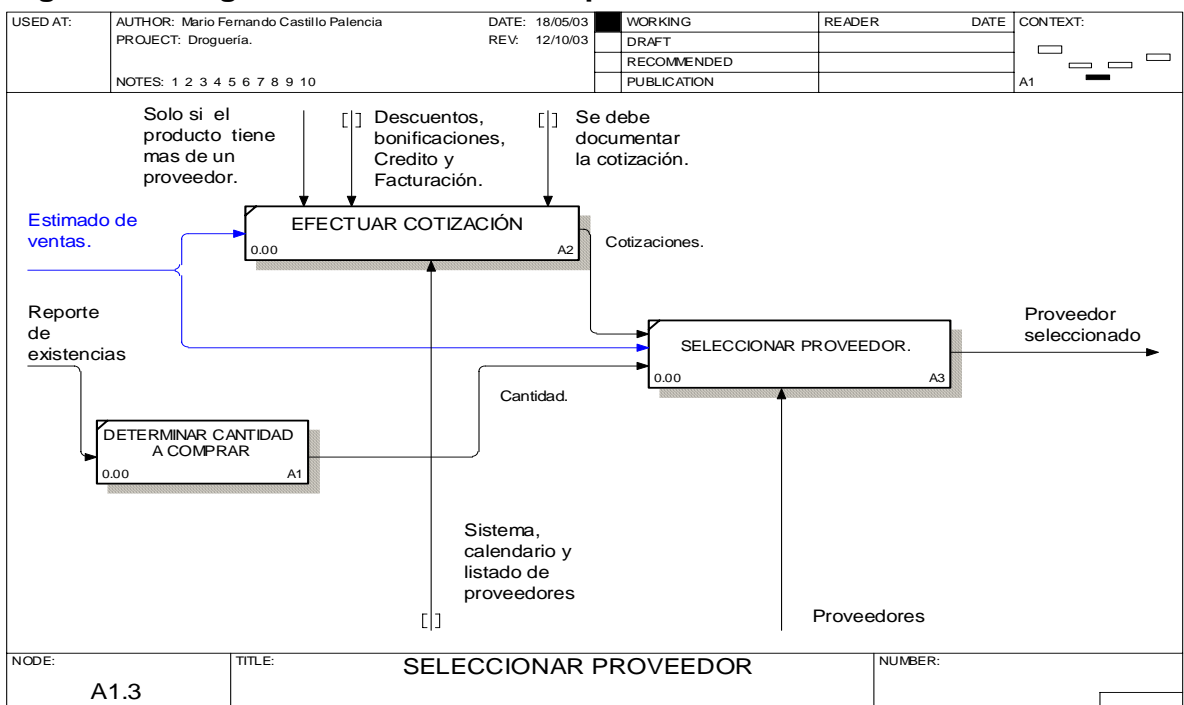 USED AT:
AUTHOR: Mario Fernando Castillo Palencia
DATE: 18/05/03
PROJECT: Droguería.
REV: 12/10/03
NOTES: 1 2 3 4 5 6 7 8 9 10
WORKING
DRAFT
RECOMMENDED
PUBLICATION
READER
DATE
CONTEXT:
A1
Solo si el
producto tiene
mas de un
proveedor.
Descuentos,
bonificaciones,
Credito y
Facturación.
Se debe
documentar
la cotización.
Estimado de
ventas.
EFECTUAR COTIZACIÓN
0.00
A2
Cotizaciones.
Reporte
de
existencias
SELECCIONAR PROVEEDOR.
0.00
A3
Proveedor
seleccionado
Cantidad.
DETERMINAR CANTIDAD
A COMPRAR
0.00
A1
Sistema,
calendario y
listado de
proveedores
Proveedores
NODE:
A1.3
TITLE:
SELECCIONAR PROVEEDOR
NUMBER: